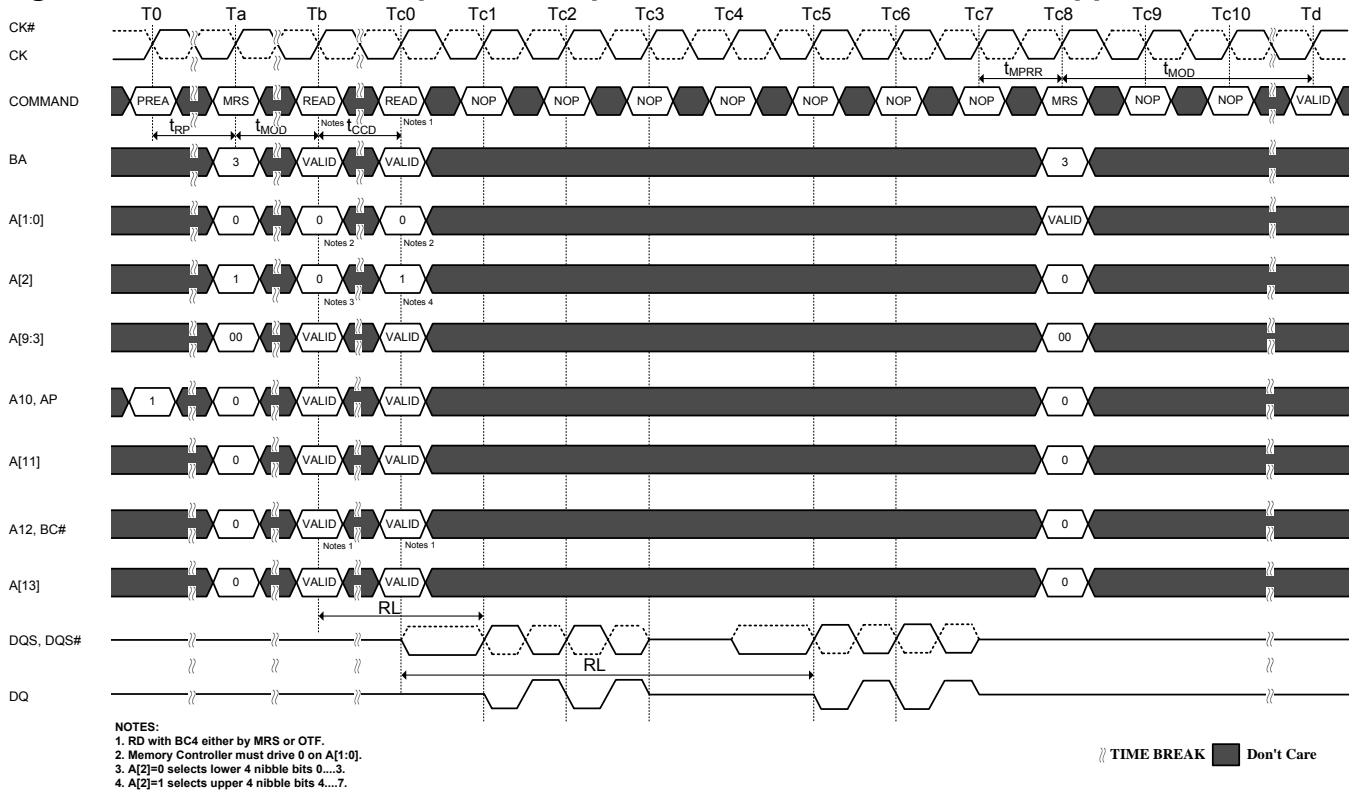 T0 Ta Tb Tc0 Tc1 Tc2 Tc3 Tc4 Tc5 Tc6 Tc7 Tc8 Tc9 Tc10 Td
CK#
CK
tMPRR tMOD
COMMAND PREA MRS READ READ NOP NOP NOP NOP NOP NOP NOP MRS NOP NOP VALID
Notes 1 Notes 1
tRP tMOD tCCD
BA 3 VALID VALID 3
A[1:0] 0 0 0 VALID
Notes 2 Notes 2
A[2] 1 0 1 0
Notes 3 Notes 4
A[9:3] 00 VALID VALID 00
A10, AP 1 0 VALID VALID 0
A[11] 0 VALID VALID 0
A12, BC# 0 VALID VALID 0
Notes 1 Notes 1
A[13] 0 VALID VALID 0
RL
DQS, DQS#
RL
DQ
NOTES:
1. RD with BC4 either by MRS or OTF.
2. Memory Controller must drive 0 on A[1:0].
3. A[2]=0 selects lower 4 nibble bits 0....3.
4. A[2]=1 selects upper 4 nibble bits 4....7.
TIME BREAK Don't Care